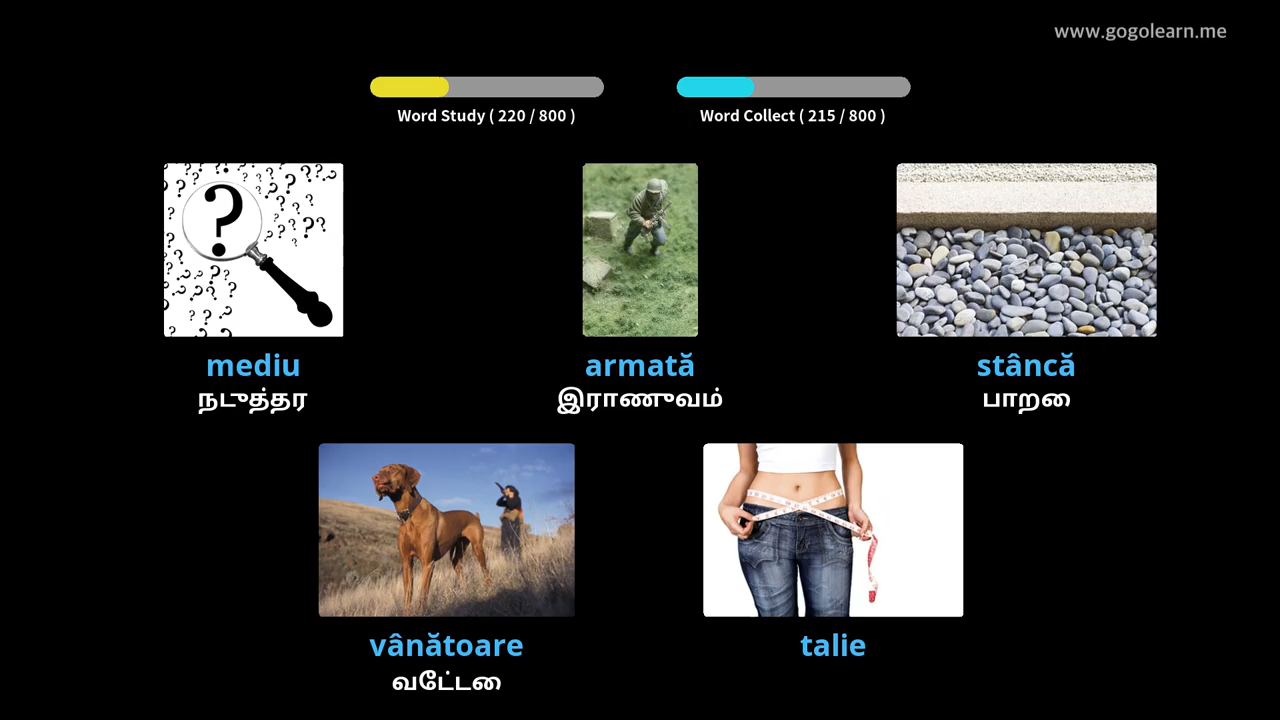 www.gogolearn.me
Word Study ( 220 / 800 )
Word Collect ( 215 / 800 )
mediu
நடுத்தர
armată
இராணுவம்
stâncă
பாறை
vânătoare
வேட்டை
talie